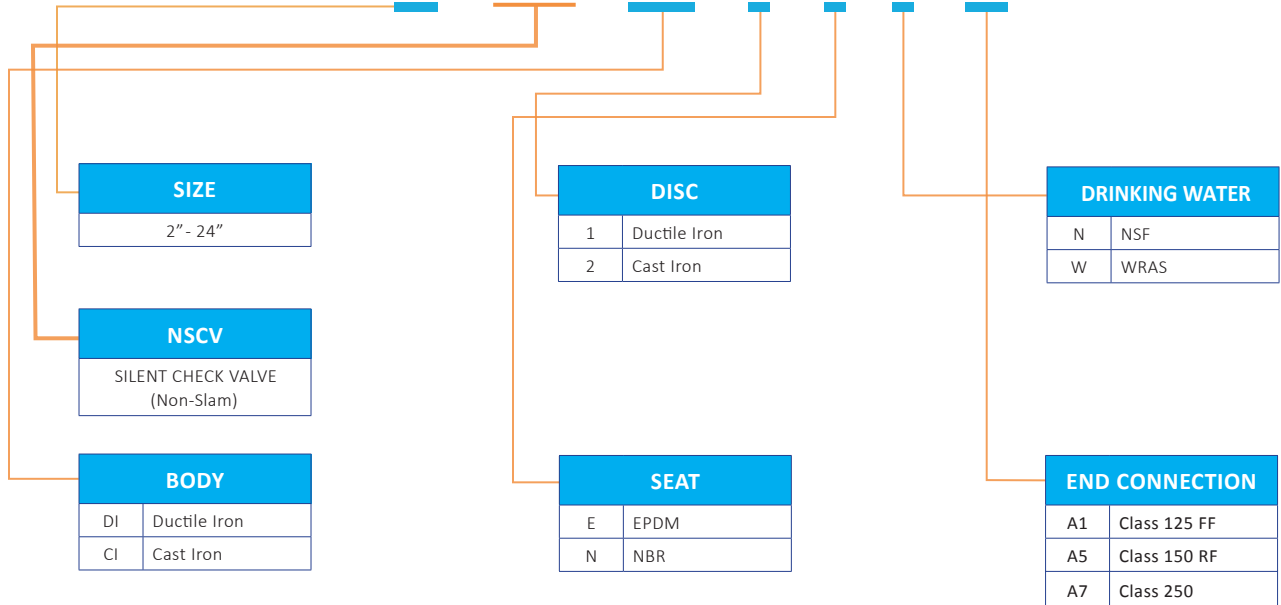 SIZE
2”- 24”
NSCV
SILENT CHECK VALVE
(Non-Slam)
BODY
DI Ductile Iron
CI Cast Iron
DISC
1 Ductile Iron
2 Cast Iron
SEAT
E EPDM
N NBR
DRINKING WATER
N NSF
W WRAS
END CONNECTION
A1 Class 125 FF
A5 Class 150 RF
A7 Class 250